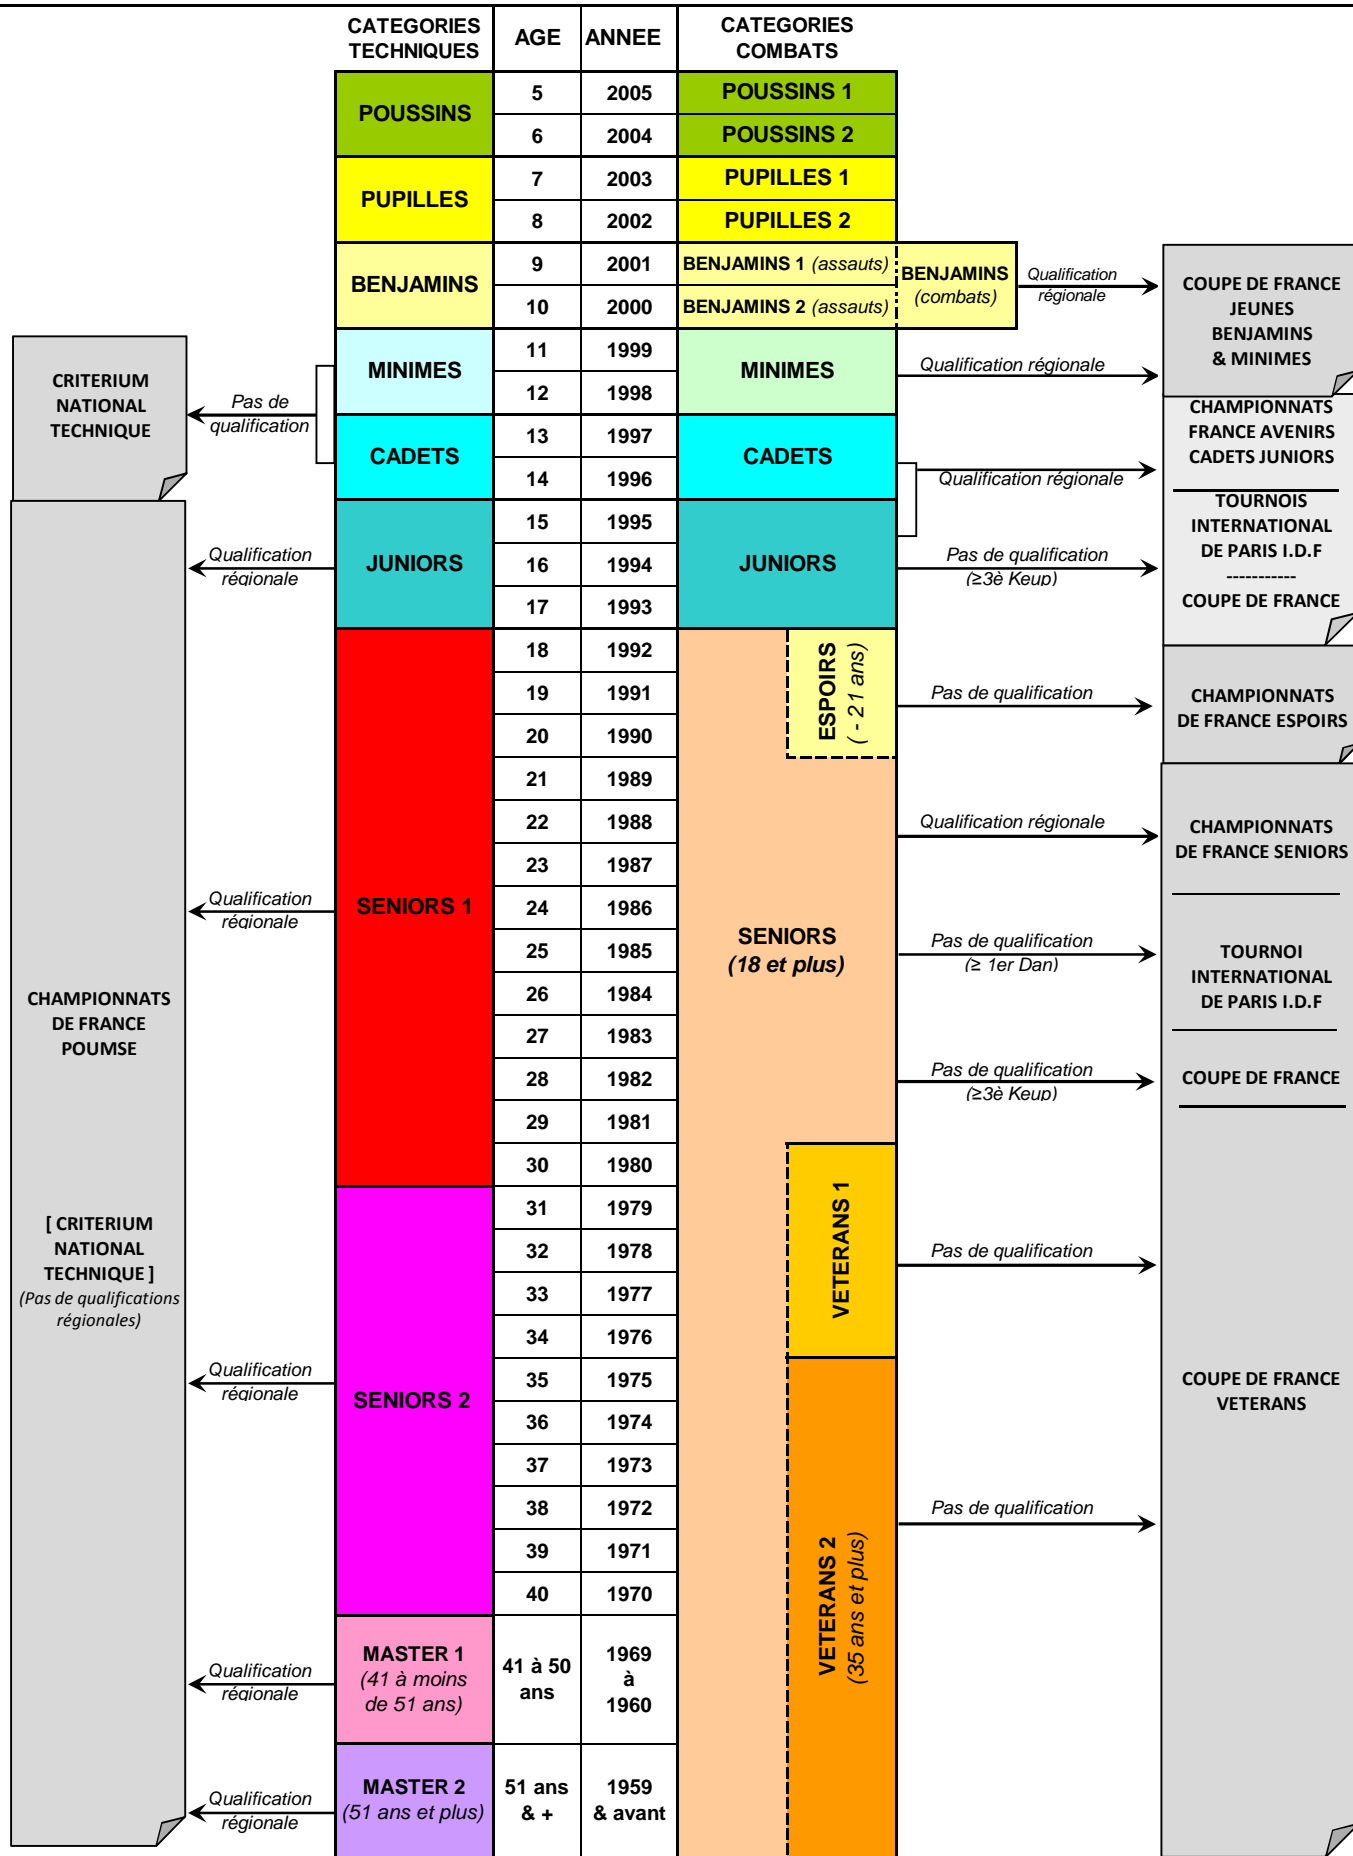 CATEGORIES
TECHNIQUES
AGE
ANNEE
CATEGORIES
COMBATS
POUSSINS
5
2005
POUSSINS 1
6
2004
POUSSINS 2
PUPILLES
7
2003
PUPILLES 1
8
2002
PUPILLES 2
BENJAMINS
9
2001
BENJAMINS 1 (assauts)
10
2000
BENJAMINS 2 (assauts)
BENJAMINS
(combats)
Qualification
régionale
COUPE DE FRANCE
JEUNES
BENJAMINS
& MINIMES
CRITERIUM
NATIONAL
TECHNIQUE
Pas de
qualification
MINIMES
11
1999
12
1998
MINIMES
Qualification régionale
CADETS
13
1997
14
1996
CADETS
Qualification régionale
CHAMPIONNATS
FRANCE AVENIRS
CADETS JUNIORS
TOURNOIS
INTERNATIONAL
DE PARIS I.D.F
-----------
COUPE DE FRANCE
Qualification
régionale
JUNIORS
15
1995
16
1994
17
1993
JUNIORS
Pas de qualification
(≥3è Keup)
18
1992
19
1991
20
1990
ESPOIRS
( - 21 ans)
Pas de qualification
CHAMPIONNATS
DE FRANCE ESPOIRS
21
1989
22
1988
23
1987
Qualification régionale
CHAMPIONNATS
DE FRANCE SENIORS
Qualification
régionale
SENIORS 1
24
1986
25
1985
26
1984
SENIORS
(18 et plus)
Pas de qualification
(≥ 1er Dan)
TOURNOI
INTERNATIONAL
DE PARIS I.D.F
CHAMPIONNATS
DE FRANCE
POUMSE
27
1983
28
1982
29
1981
30
1980
Pas de qualification
(≥3è Keup)
COUPE DE FRANCE
[ CRITERIUM
NATIONAL
TECHNIQUE ]
(Pas de qualifications
régionales)
31
1979
32
1978
33
1977
34
1976
VETERANS 1
Pas de qualification
Qualification
régionale
SENIORS 2
35
1975
36
1974
37
1973
38
1972
39
1971
40
1970
COUPE DE FRANCE
VETERANS
Pas de qualification
VETERANS 2
(35 ans et plus)
Qualification
régionale
MASTER 1
(41 à moins
de 51 ans)
41 à 50
ans
1969
à
1960
Qualification
régionale
MASTER 2
(51 ans et plus)
51 ans
& +
1959
& avant